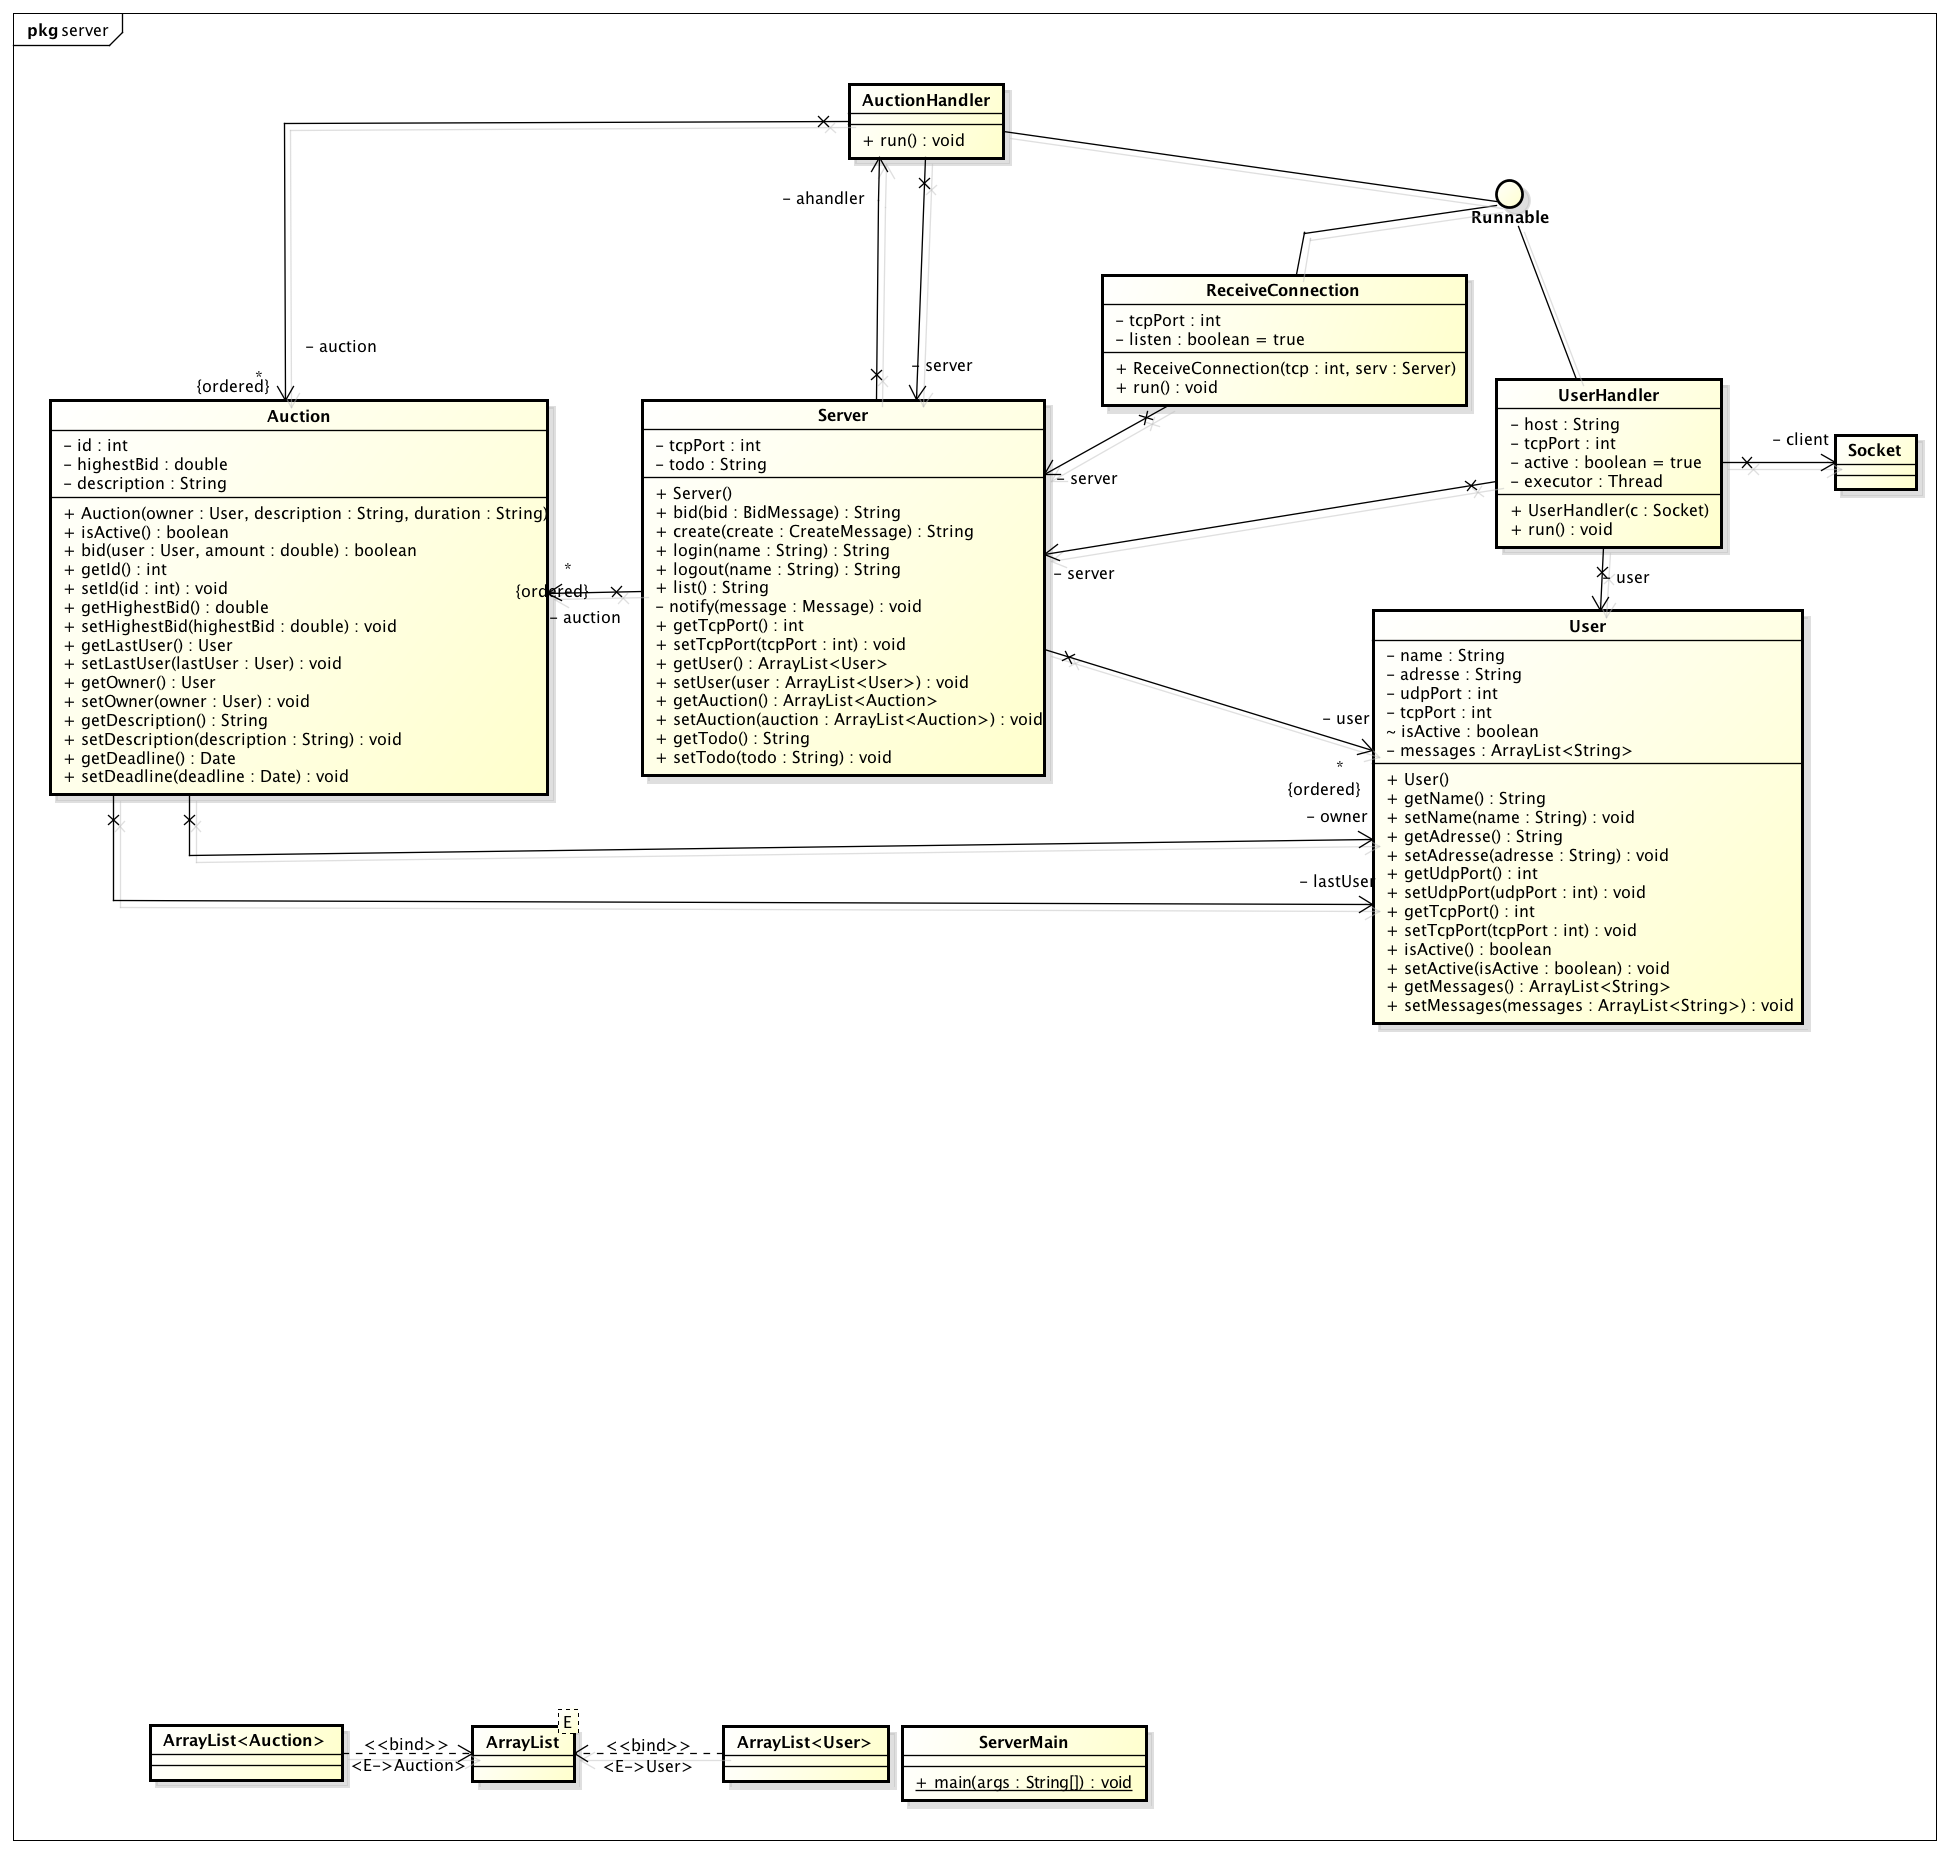 pkg server
AuctionHandler
+ run() : void
– ahandler
Runnable
ReceiveConnection
– tcpPort : int
– listen : boolean = true
+ ReceiveConnection(tcp : int, serv : Server)
+ run() : void
– auction
*
{ordered}
– server
UserHandler
– host : String
– tcpPort : int
– active : boolean = true
– executor : Thread
+ UserHandler(c : Socket)
+ run() : void
– client
Socket
Auction
– id : int
– highestBid : double
– description : String
+ Auction(owner : User, description : String, duration : String)
+ isActive() : boolean
+ bid(user : User, amount : double) : boolean
+ getId() : int
+ setId(id : int) : void
+ getHighestBid() : double
+ setHighestBid(highestBid : double) : void
+ getLastUser() : User
+ setLastUser(lastUser : User) : void
+ getOwner() : User
+ setOwner(owner : User) : void
+ getDescription() : String
+ setDescription(description : String) : void
+ getDeadline() : Date
+ setDeadline(deadline : Date) : void
*
{ordered}
– auction
Server
– tcpPort : int
– todo : String
+ Server()
+ bid(bid : BidMessage) : String
+ create(create : CreateMessage) : String
+ login(name : String) : String
+ logout(name : String) : String
+ list() : String
– notify(message : Message) : void
+ getTcpPort() : int
+ setTcpPort(tcpPort : int) : void
+ getUser() : ArrayList<User>
+ setUser(user : ArrayList<User>) : void
+ getAuction() : ArrayList<Auction>
+ setAuction(auction : ArrayList<Auction>) : void
+ getTodo() : String
+ setTodo(todo : String) : void
– server
– server
– user
– user
*
{ordered}
– owner
– lastUser
User
– name : String
– adresse : String
– udpPort : int
– tcpPort : int
~ isActive : boolean
– messages : ArrayList<String>
+ User()
+ getName() : String
+ setName(name : String) : void
+ getAdresse() : String
+ setAdresse(adresse : String) : void
+ getUdpPort() : int
+ setUdpPort(udpPort : int) : void
+ getTcpPort() : int
+ setTcpPort(tcpPort : int) : void
+ isActive() : boolean
+ setActive(isActive : boolean) : void
+ getMessages() : ArrayList<String>
+ setMessages(messages : ArrayList<String>) : void
ArrayList<Auction>
<<bind>>
<E->Auction>
E
ArrayList
<<bind>>
<E->User>
ArrayList<User>
ServerMain
+ main(args : String[]) : void